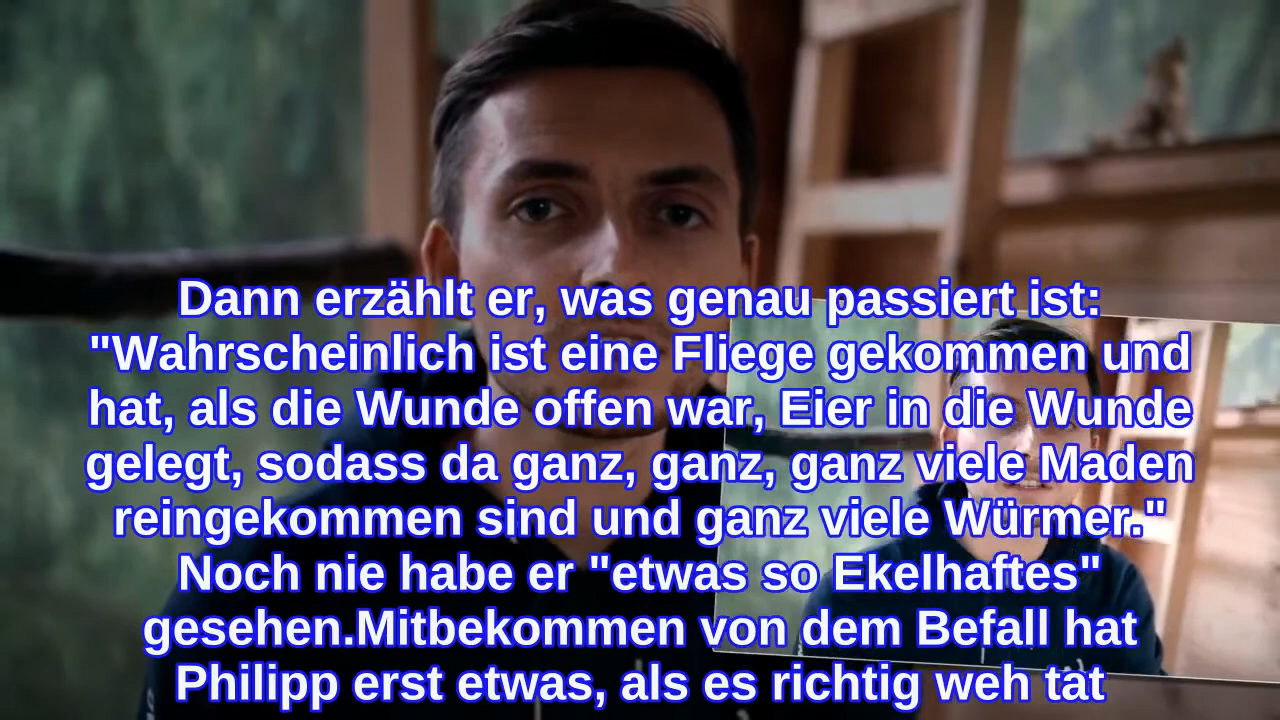 Dann erzählt er, was genau passiert ist:
"Wahrscheinlich ist eine Fliege gekommen und
hat, als die Wunde offen war, Eier in die Wunde
gelegt, sodass da ganz, ganz, ganz viele Maden
reingekommen sind und ganz viele Würmer."
Noch nie habe er "etwas so Ekelhaftes"
gesehen.Mitbekommen von dem Befall hat
Philipp erst etwas, als es richtig weh tat